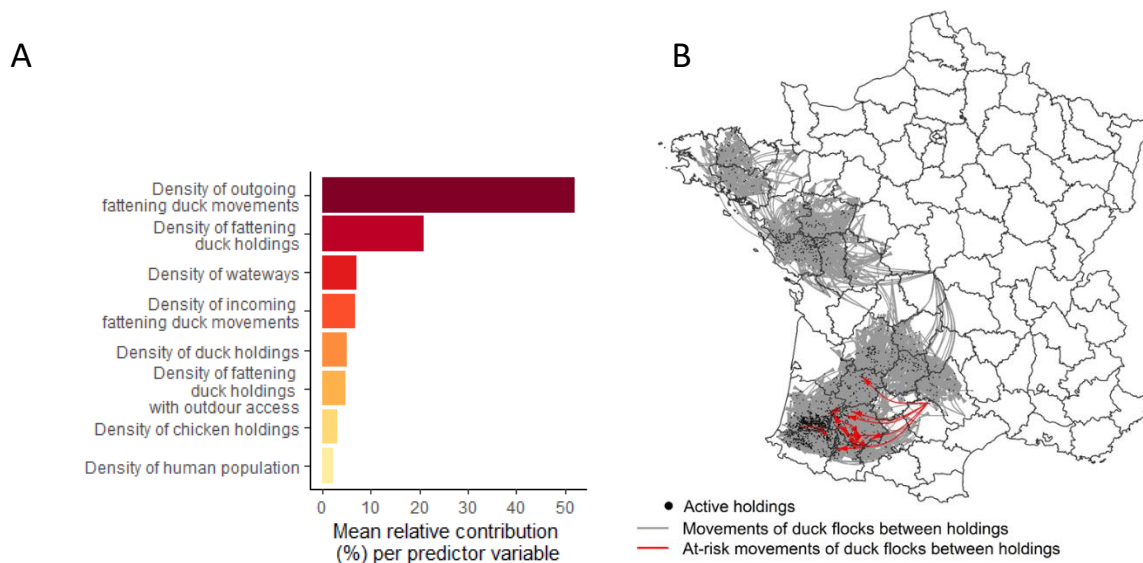 A
B
Density of outgoing
fattening duck movements
Density of fattening
duck holdings
Density of wateways
Density of incoming
fattening duck movements
Density of duck holdings
Density of fattening
duck holdings
with outdour access
Density of chicken holdings
Density of human population
0 10 20 30 40 50
Mean relative contribution
(%) per predictor variable
Active holdings
Movements of duck flocks between holdings
At-risk movements of duck flocks between holdings